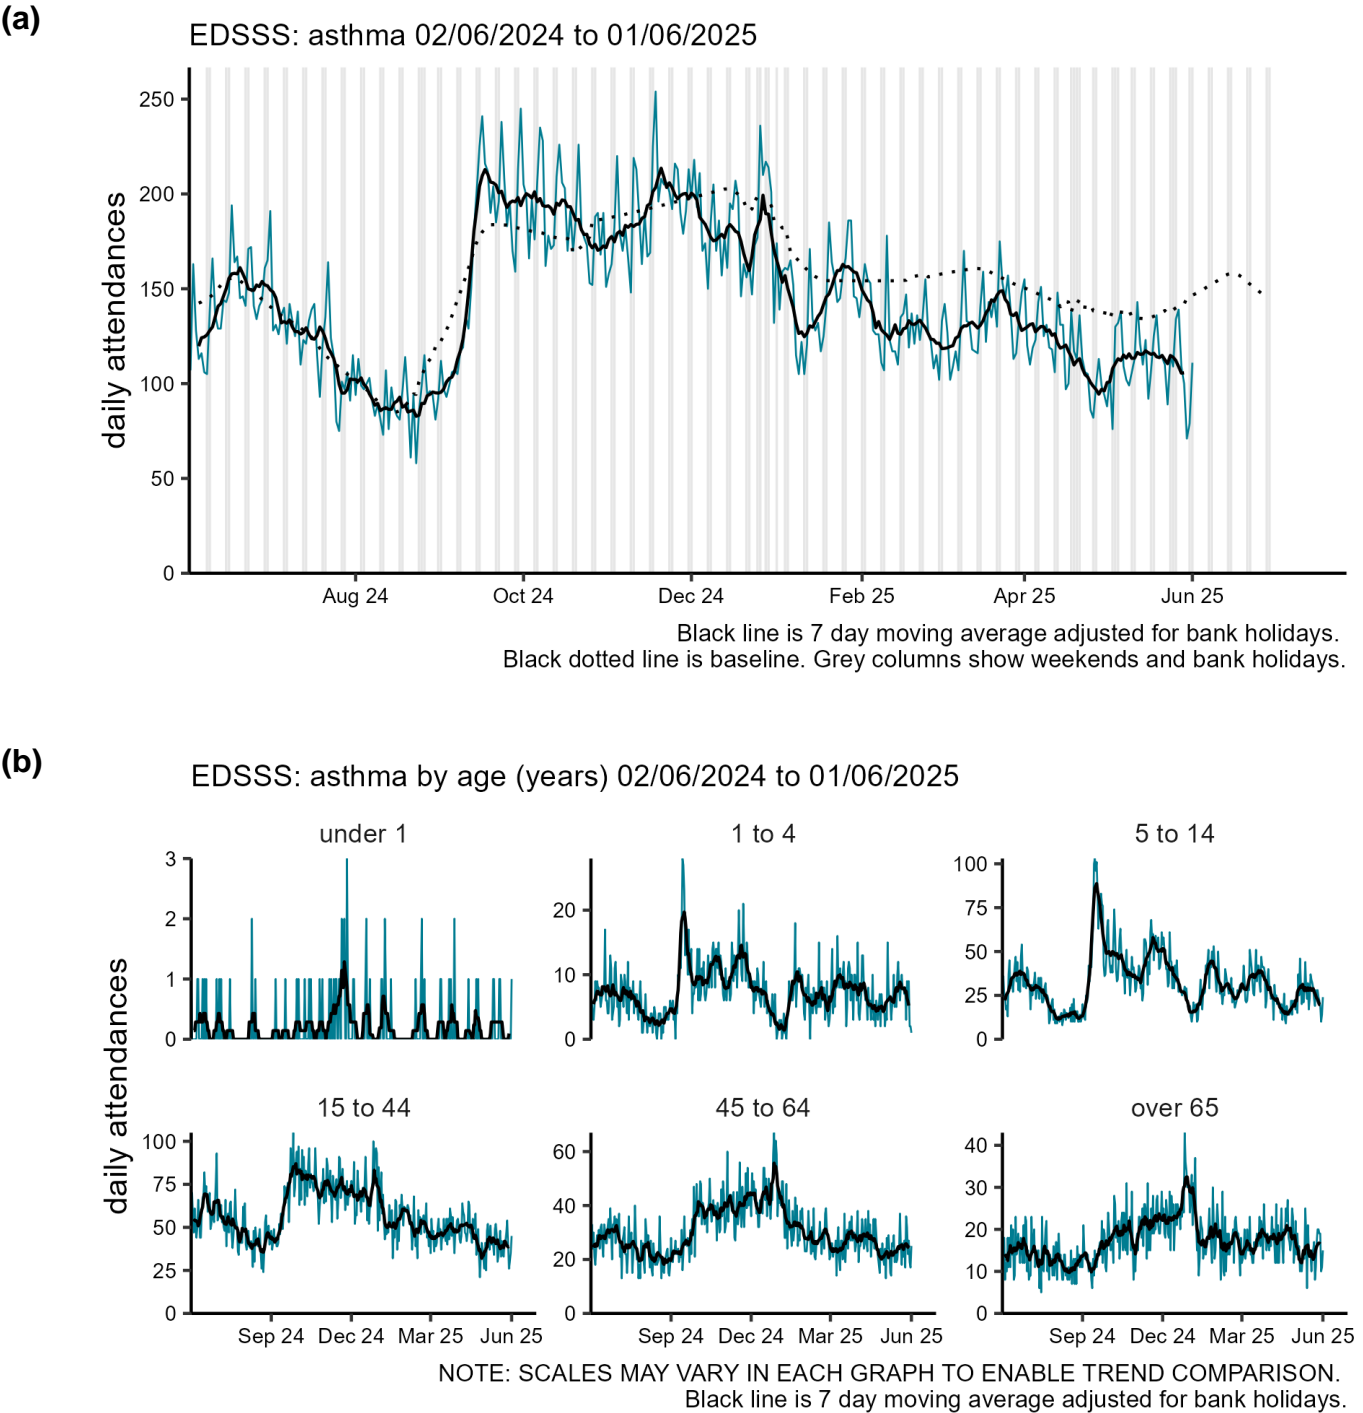 (a)
EDSSS: asthma 02/06/2024 to 01/06/2025
daily attendances
250
200
150
100
50
0
Aug 24 Oct 24 Dec 24 Feb 25 Apr 25 Jun 25
Black line is 7 day moving average adjusted for bank holidays.
Black dotted line is baseline. Grey columns show weekends and bank holidays.
(b)
EDSSS: asthma by age (years) 02/06/2024 to 01/06/2025
daily attendances
under 1
3
2
1
0
1 to 4
20
10
0
5 to 14
100
75
50
25
0
15 to 44
100
75
50
25
0
Sep 24 Dec 24 Mar 25 Jun 25
45 to 64
60
40
20
0
Sep 24 Dec 24 Mar 25 Jun 25
over 65
40
30
20
10
0
Sep 24 Dec 24 Mar 25 Jun 25
NOTE: SCALES MAY VARY IN EACH GRAPH TO ENABLE TREND COMPARISON.
Black line is 7 day moving average adjusted for bank holidays.